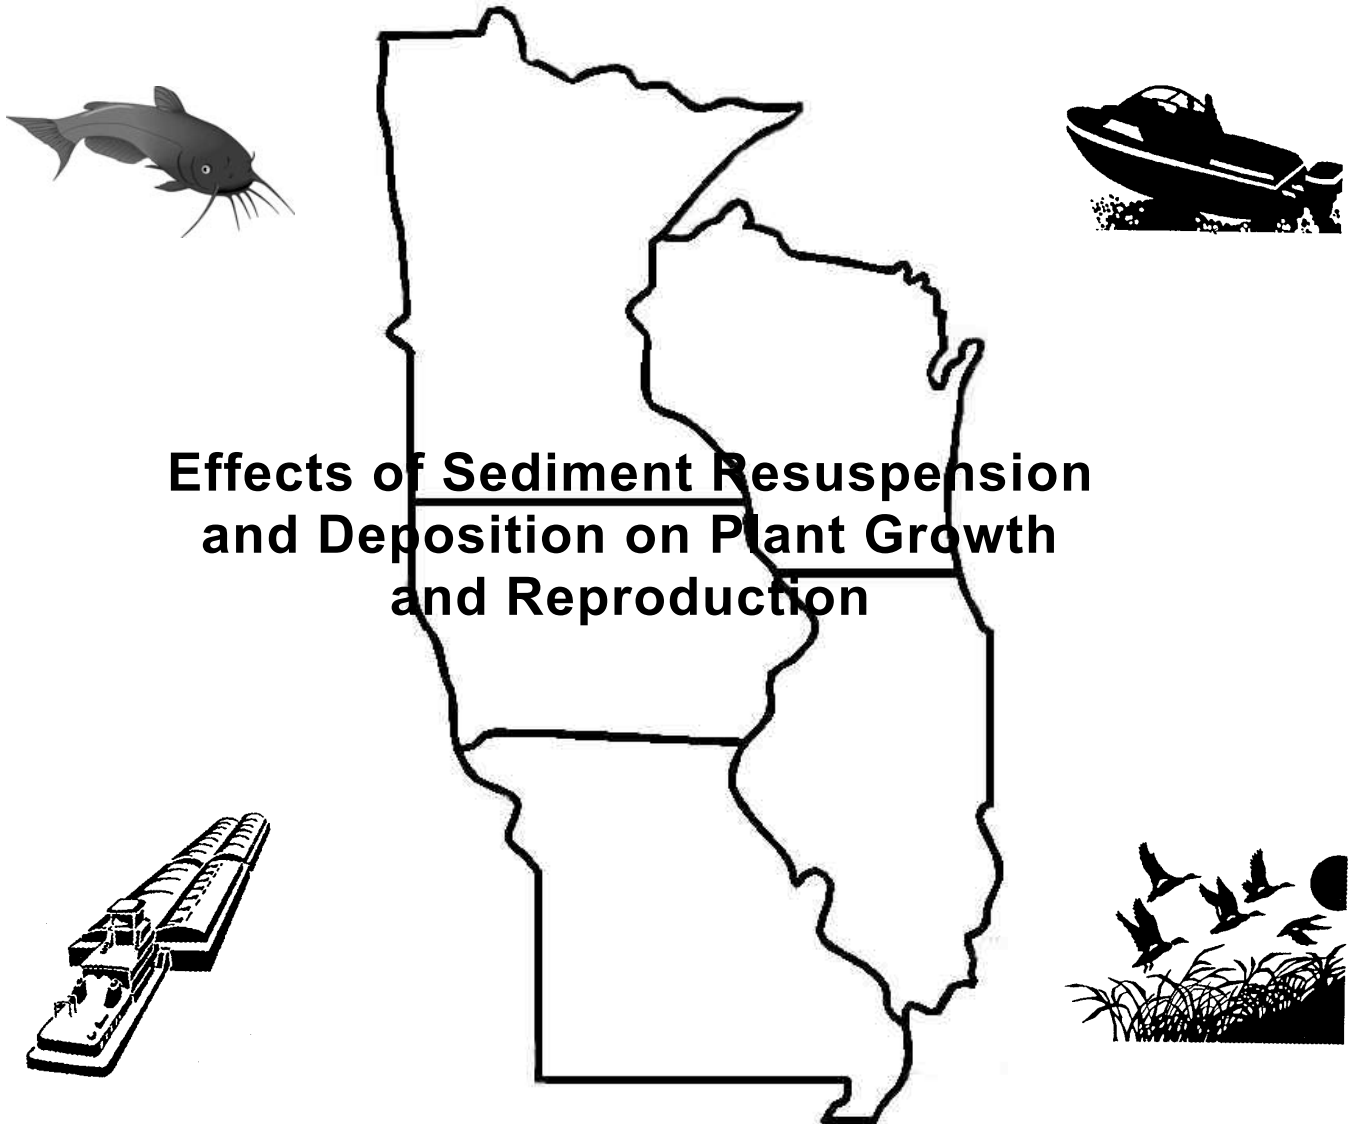 Effects of Sediment Resuspension
and Deposition on Plant Growth
and Reproduction